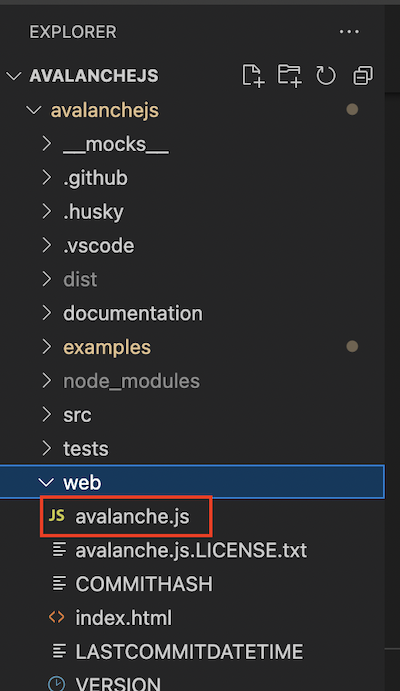 EXPLORER
AVALANCHEJS
avalanchejs
__mocks__
.github
.husky
.vscode
dist
documentation
examples
node_modules
src
tests
web
JS avalanche.js
avalanche.js.LICENSE.txt
COMMITHASH
index.html
LASTCOMMITDATETIME
VERSION